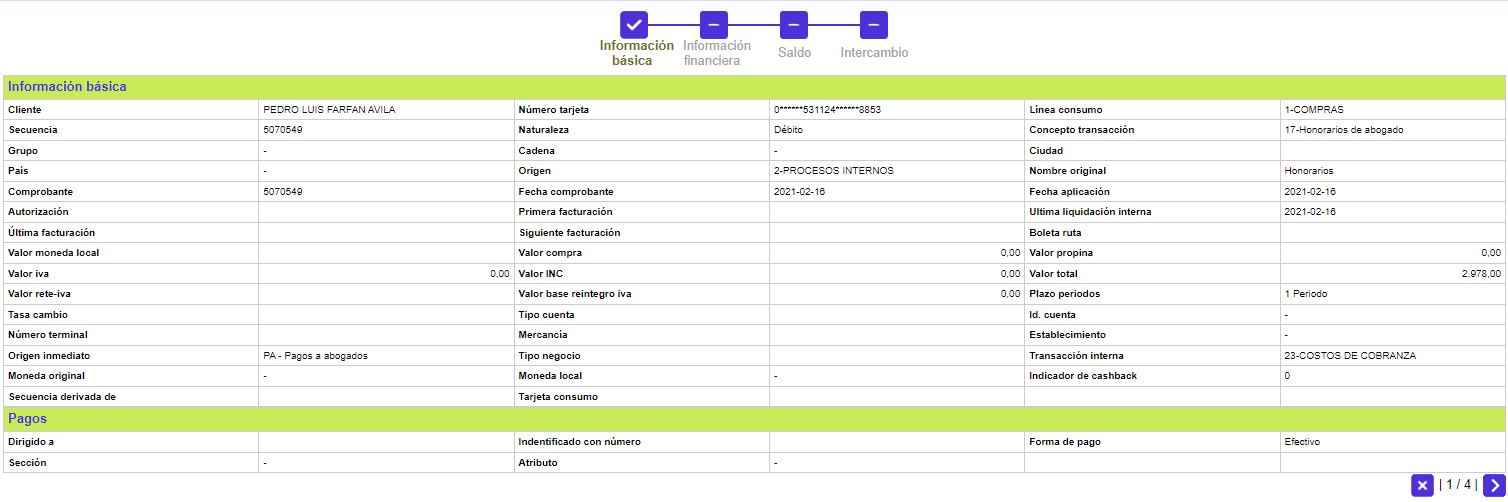 Información básica
Información financiera
Saldo
Intercambio
Información básica
Cliente PEDRO LUIS FARFAN AVILA Número tarjeta 0******531124******8853 Línea consumo 1-COMPRAS
Secuencia 5070549 Naturaleza Débito Concepto transacción 17-Honorarios de abogado
Grupo - Cadena - Ciudad
País - Origen 2-PROCESOS INTERNOS Nombre original Honorarios
Comprobante 5070549 Fecha comprobante 2021-02-16 Fecha aplicación 2021-02-16
Autorización Primera facturación Ultima liquidación interna 2021-02-16
Última facturación Siguiente facturación Boleta ruta
Valor moneda local Valor compra 0,00 Valor propina 0,00
Valor iva 0,00 Valor INC 0,00 Valor total 2.978,00
Valor rete-iva Valor base reintegro iva 0,00 Plazo periodos 1 Periodo
Tasa cambio Tipo cuenta Id. cuenta -
Número terminal Mercancía Establecimiento -
Origen inmediato PA - Pagos a abogados Tipo negocio Transacción interna 23-COSTOS DE COBRANZA
Moneda original - Moneda local - Indicador de cashback 0
Secuencia derivada de Tarjeta consumo
Pagos
Dirigido a Indentificado con número Forma de pago Efectivo
Sección - Atributo -
| 1 / 4 |